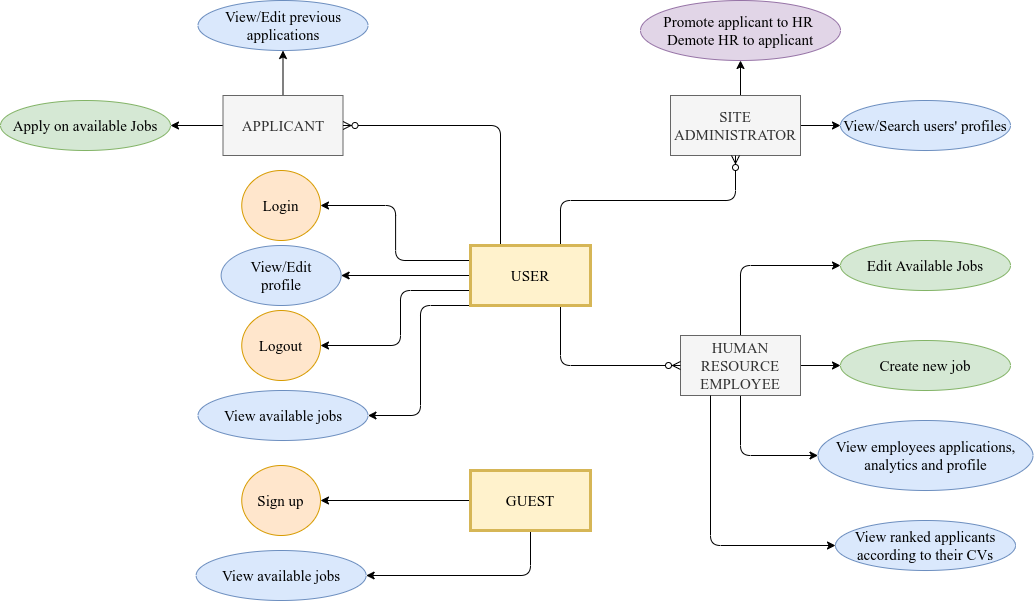 View/Edit previous
applications
Promote applicant to HR
Demote HR to applicant
Apply on available Jobs
APPLICANT
SITE
ADMINISTRATOR
View/Search users' profiles
Login
View/Edit
profile
USER
Edit Available Jobs
Logout
HUMAN
RESOURCE
EMPLOYEE
Create new job
View available jobs
View employees applications,
analytics and profile
Sign up
GUEST
View ranked applicants
according to their CVs
View available jobs